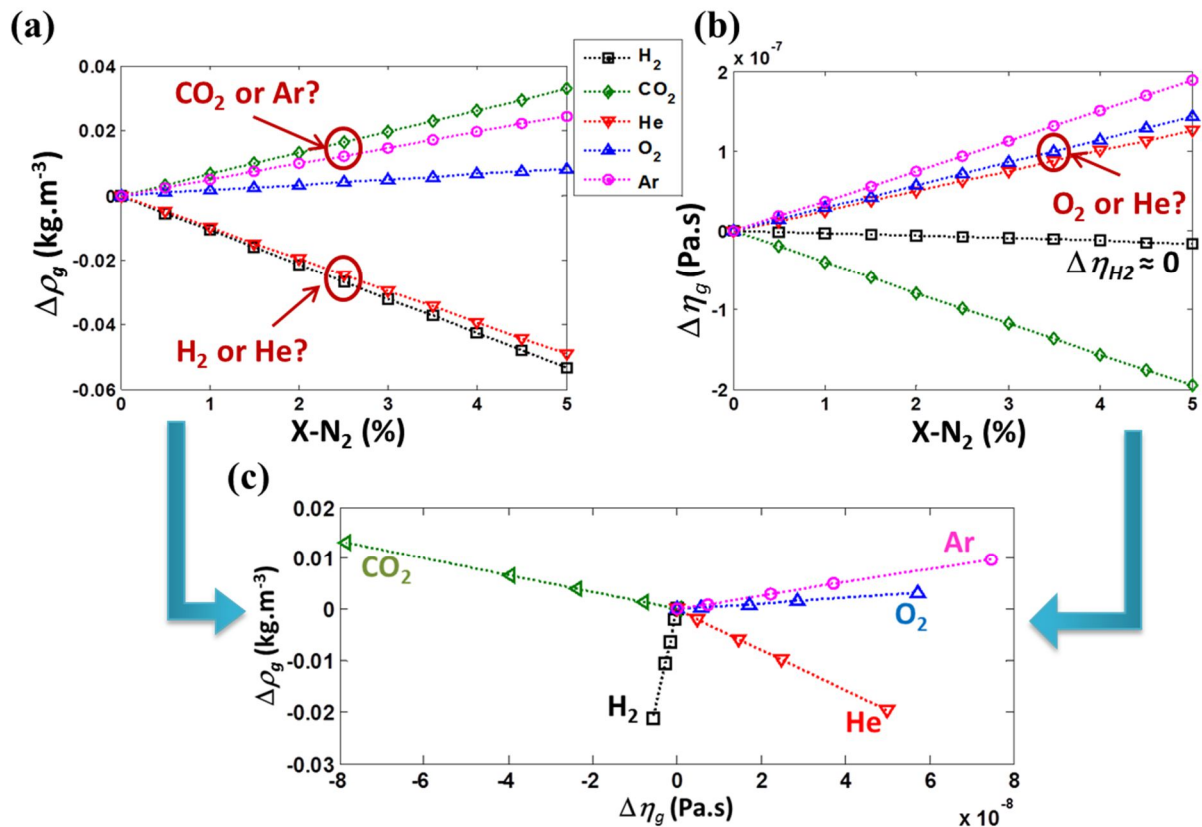 (a)
0.04
0.02
0
-0.02
-0.04
-0.06
Δρg (kg.m-3)
0 1 2 3 4 5
X-N2 (%)
CO2 or Ar?
H2 or He?
H2
CO2
He
O2
Ar
(b)
x 10-7
2
1
0
-1
-2
Δηg (Pa.s)
0 1 2 3 4 5
X-N2 (%)
O2 or He?
ΔηH2 ≈ 0
(c)
0.02
0.01
0
-0.01
-0.02
-0.03
Δρg (kg.m-3)
CO2
Ar
O2
H2
He
-8 -6 -4 -2 0 2 4 6 8
Δηg (Pa.s)
x 10-8